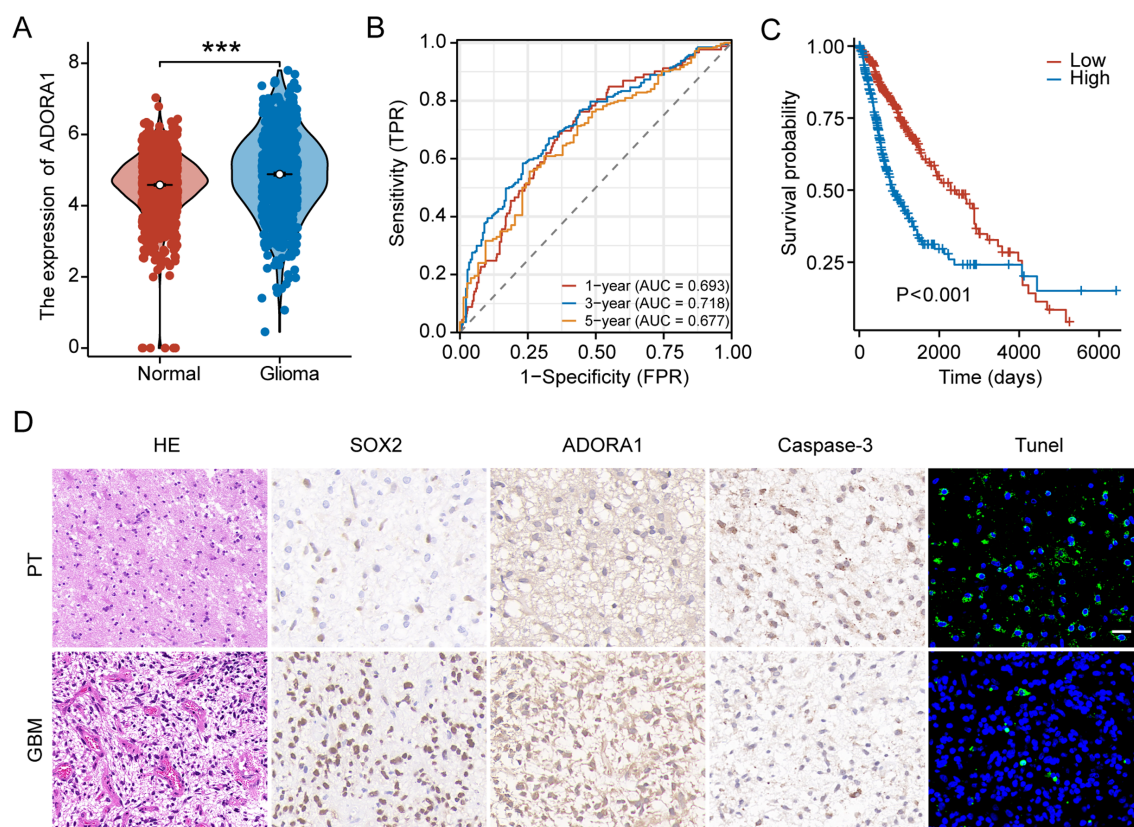 A
***
The expression of ADORA1
8
6
4
2
0
Normal
Glioma
B
Sensitivity (TPR)
1.0
0.8
0.6
0.4
0.2
0.0
1-year (AUC = 0.693)
3-year (AUC = 0.718)
5-year (AUC = 0.677)
0.00
0.25
0.50
0.75
1.00
1−Specificity (FPR)
C
Survival probability
1.00
0.75
0.50
0.25
Low
High
P<0.001
0
2000
4000
6000
Time (days)
D
HE
SOX2
ADORA1
Caspase-3
Tunel
PT
GBM